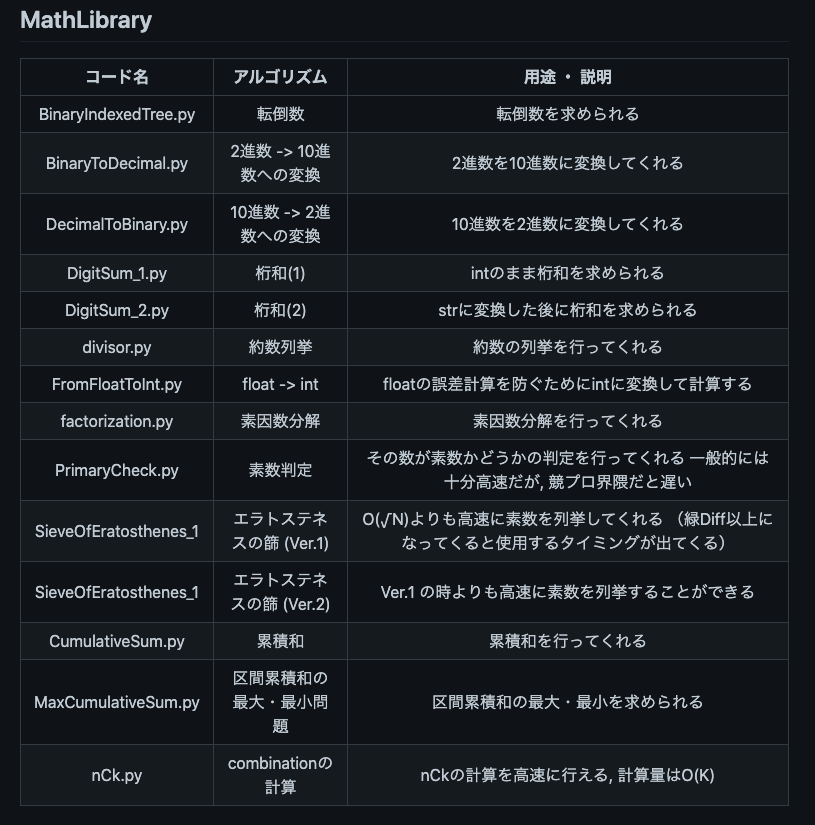 MathLibrary
コード名 アルゴリズム 用途 ・ 説明
BinaryIndexedTree.py 転倒数 転倒数を求められる
BinaryToDecimal.py
2進数 -> 10進
数への変換
2進数を10進数に変換してくれる
DecimalToBinary.py
10進数 -> 2進
数への変換
10進数を2進数に変換してくれる
DigitSum_1.py 桁和(1) intのまま桁和を求められる
DigitSum_2.py 桁和(2) strに変換した後に桁和を求められる
divisor.py 約数列挙 約数の列挙を行ってくれる
FromFloatToInt.py float -> int floatの誤差計算を防ぐためにintに変換して計算する
factorization.py 素因数分解 素因数分解を行ってくれる
PrimaryCheck.py 素数判定
その数が素数かどうかの判定を行ってくれる 一般的には
十分高速だが, 競プロ界隈だと遅い
SieveOfEratosthenes_1
エラトステネ
スの篩 (Ver.1)
O(√N)よりも高速に素数を列挙してくれる （緑Diff以上に
なってくると使用するタイミングが出てくる）
SieveOfEratosthenes_1
エラトステネ
スの篩 (Ver.2)
Ver.1 の時よりも高速に素数を列挙することができる
CumulativeSum.py 累積和 累積和を行ってくれる
MaxCumulativeSum.py
区間累積和の
最大・最小問
題
区間累積和の最大・最小を求められる
nCk.py
combinationの
計算
nCkの計算を高速に行える, 計算量はO(K)